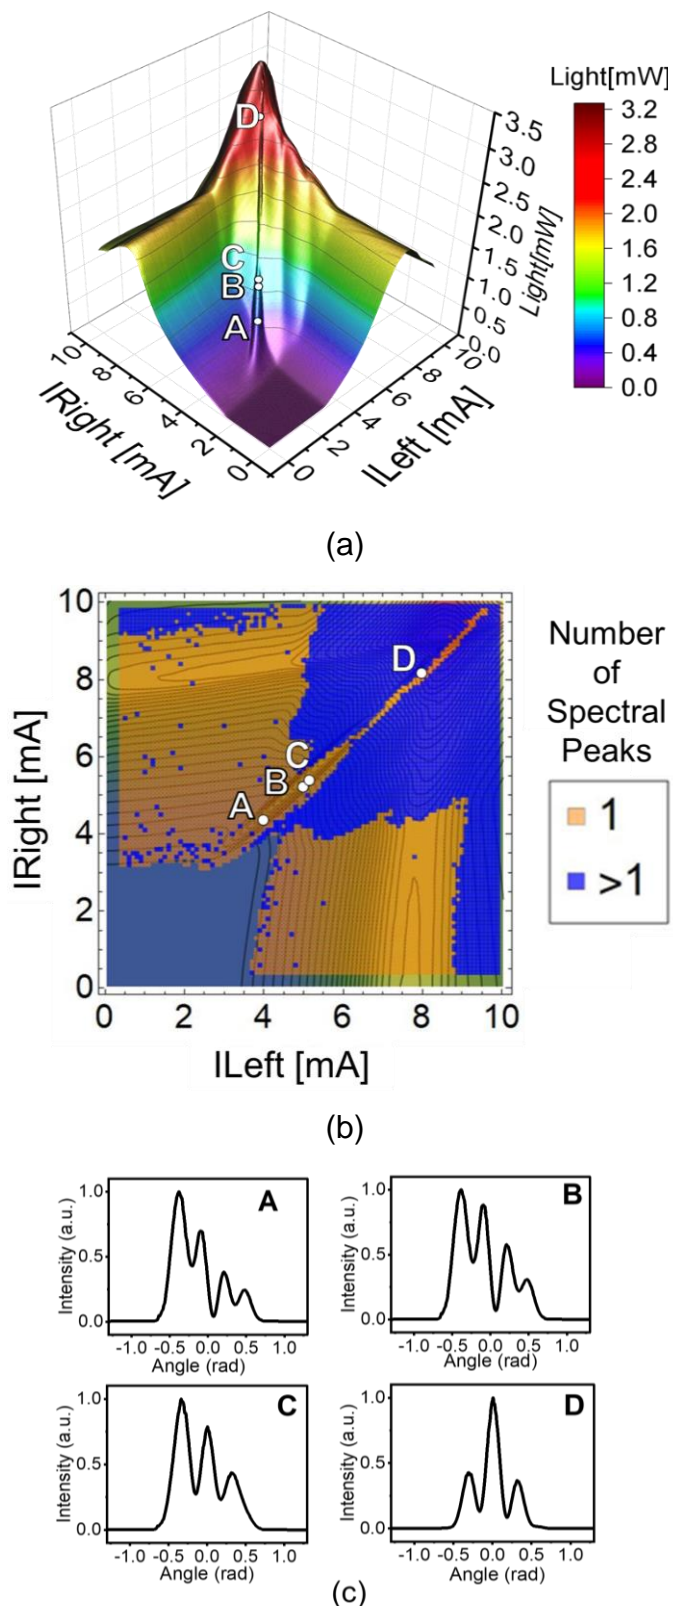 Light[mW]
3.2
2.8
2.4
2.0
1.6
1.2
0.8
0.4
0.0
D
C
B
A
3.5
3.0
2.5
2.0
1.5
1.0
0.5
0.0
Light[mW]
10
8
6
4
2
0
IRight [mA]
0
2
4
6
8
10
ILeft [mA]
(a)
10
8
6
4
2
0
IRight [mA]
D
C
B
A
0 2 4 6 8 10
ILeft [mA]
Number
of
Spectral
Peaks
1
>1
(b)
A
1.0
0.5
0.0
Intensity (a.u.)
-1.0 -0.5 0.0 0.5 1.0
Angle (rad)
B
1.0
0.5
0.0
Intensity (a.u.)
-1.0 -0.5 0.0 0.5 1.0
Angle (rad)
C
1.0
0.5
0.0
Intensity (a.u.)
-1.0 -0.5 0.0 0.5 1.0
Angle (rad)
D
1.0
0.5
0.0
Intensity (a.u.)
-1.0 -0.5 0.0 0.5 1.0
Angle (rad)
(c)